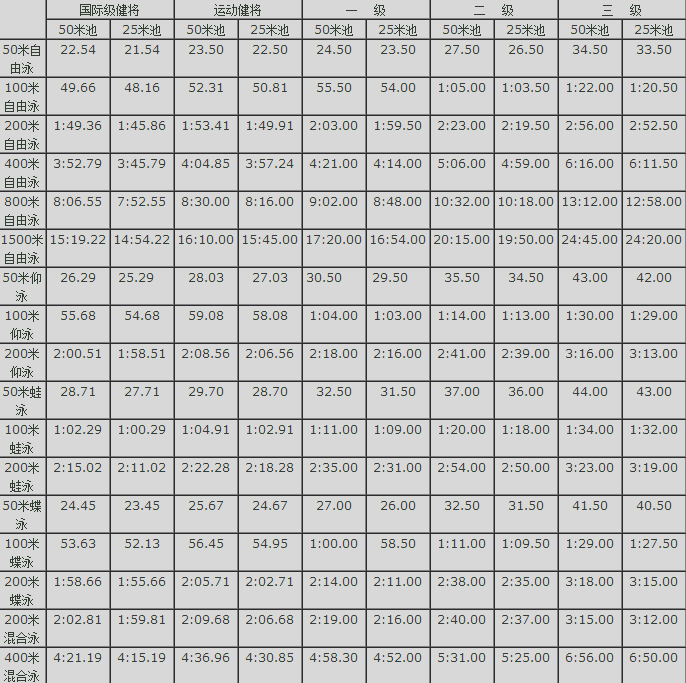 国际级健将 运动健将 一 级 二 级 三 级
50米池 25米池 50米池 25米池 50米池 25米池 50米池 25米池 50米池 25米池
50米自由泳 22.54 21.54 23.50 22.50 24.50 23.50 27.50 26.50 34.50 33.50
100米自由泳 49.66 48.16 52.31 50.81 55.50 54.00 1:05.00 1:03.50 1:22.00 1:20.50
200米自由泳 1:49.36 1:45.86 1:53.41 1:49.91 2:03.00 1:59.50 2:23.00 2:19.50 2:56.00 2:52.50
400米自由泳 3:52.79 3:45.79 4:04.85 3:57.24 4:21.00 4:14.00 5:06.00 4:59.00 6:16.00 6:11.50
800米自由泳 8:06.55 7:52.55 8:30.00 8:16.00 9:02.00 8:48.00 10:32.00 10:18.00 13:12.00 12:58.00
1500米自由泳 15:19.22 14:54.22 16:10.00 15:45.00 17:20.00 16:54.00 20:15.00 19:50.00 24:45.00 24:20.00
50米仰泳 26.29 25.29 28.03 27.03 30.50 29.50 35.50 34.50 43.00 42.00
100米仰泳 55.68 54.68 59.08 58.08 1:04.00 1:03.00 1:14.00 1:13.00 1:30.00 1:29.00
200米仰泳 2:00.51 1:58.51 2:08.56 2:06.56 2:18.00 2:16.00 2:41.00 2:39.00 3:16.00 3:13.00
50米蛙泳 28.71 27.71 29.70 28.70 32.50 31.50 37.00 36.00 44.00 43.00
100米蛙泳 1:02.29 1:00.29 1:04.91 1:02.91 1:11.00 1:09.00 1:20.00 1:18.00 1:34.00 1:32.00
200米蛙泳 2:15.02 2:11.02 2:22.28 2:18.28 2:35.00 2:31.00 2:54.00 2:50.00 3:23.00 3:19.00
50米蝶泳 24.45 23.45 25.67 24.67 27.00 26.00 32.50 31.50 41.50 40.50
100米蝶泳 53.63 52.13 56.45 54.95 1:00.00 58.50 1:11.00 1:09.50 1:29.00 1:27.50
200米蝶泳 1:58.66 1:55.66 2:05.71 2:02.71 2:14.00 2:11.00 2:38.00 2:35.00 3:18.00 3:15.00
200米混合泳 2:02.81 1:59.81 2:09.68 2:06.68 2:19.00 2:16.00 2:40.00 2:37.00 3:15.00 3:12.00
400米混合泳 4:21.19 4:15.19 4:36.96 4:30.85 4:58.30 4:52.00 5:31.00 5:25.00 6:56.00 6:50.00